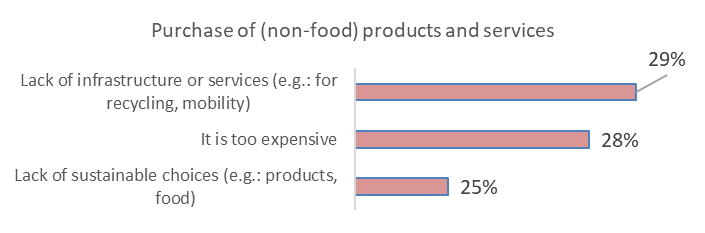 Purchase of (non-food) products and services
29%
Lack of infrastructure or services (e.g.: for
recycling, mobility)
It is too expensive
28%
Lack of sustainable choices (e.g.: products,
food)
25%